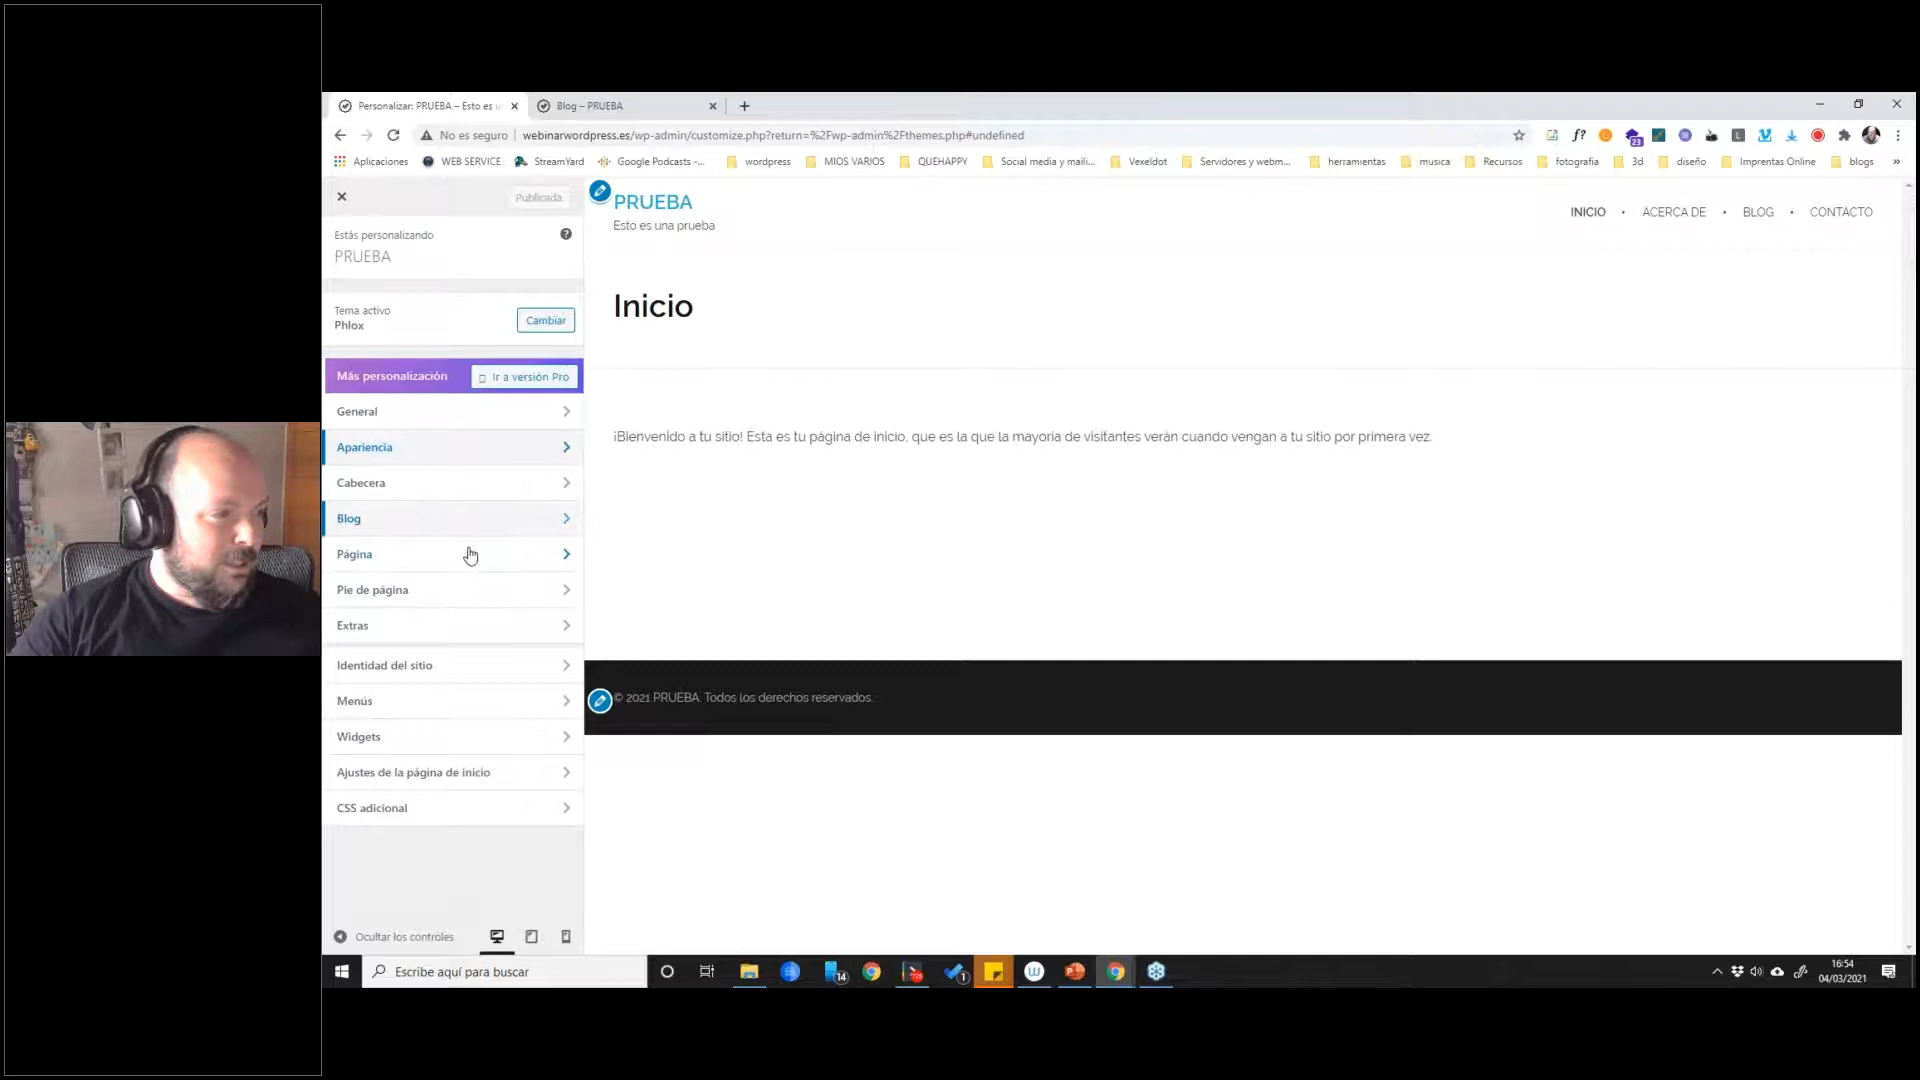 Personalizar: PRUEBA – Esto es u
Blog – PRUEBA
No es seguro
webinarwordpress.es/wp-admin/customize.php?return=%2Fwp-admin%2Fthemes.php#undefined
f?
23
L
Aplicaciones
WEB SERVICE
StreamYard
Google Podcasts -...
wordpress
MIOS VARIOS
QUEHAPPY
Social media y maili...
Vexeldot
Servidores y webm...
herramientas
musica
Recursos
fotografia
3d
diseño
Imprentas Online
blogs
»
Publicada
Estás personalizando
PRUEBA
Tema activo
Phlox
Cambiar
Más personalización
Ir a versión Pro
General
Apariencia
Cabecera
Blog
Página
Pie de página
Extras
Identidad del sitio
Menús
Widgets
Ajustes de la página de inicio
CSS adicional
Ocultar los controles
PRUEBA
Esto es una prueba
INICIO • ACERCA DE • BLOG • CONTACTO
Inicio
¡Bienvenido a tu sitio! Esta es tu página de inicio, que es la que la mayoría de visitantes verán cuando vengan a tu sitio por primera vez.
© 2021 PRUEBA. Todos los derechos reservados.
Escribe aquí para buscar
14
1
16:54
04/03/2021